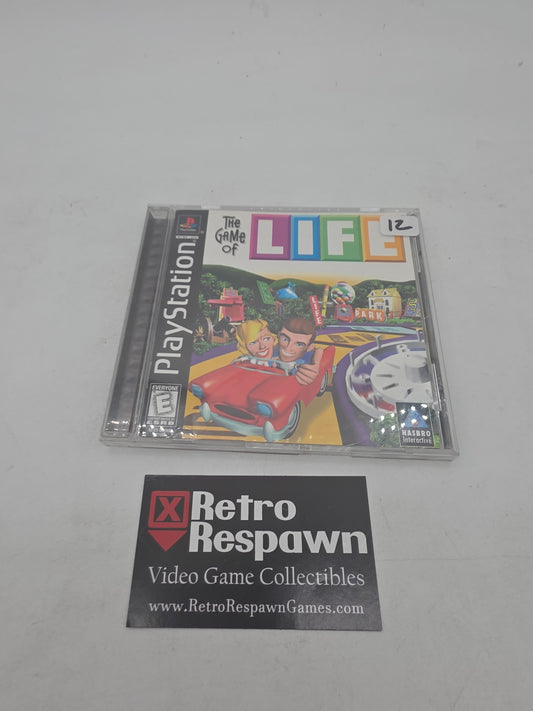 The
Game
of
LIFE
12
PlayStation
LIFE
PARK
EVERYONE
E
ESRB
HASBRO
Interactive
X Retro
Respawn
Video Game Collectibles
www.RetroRespawnGames.com